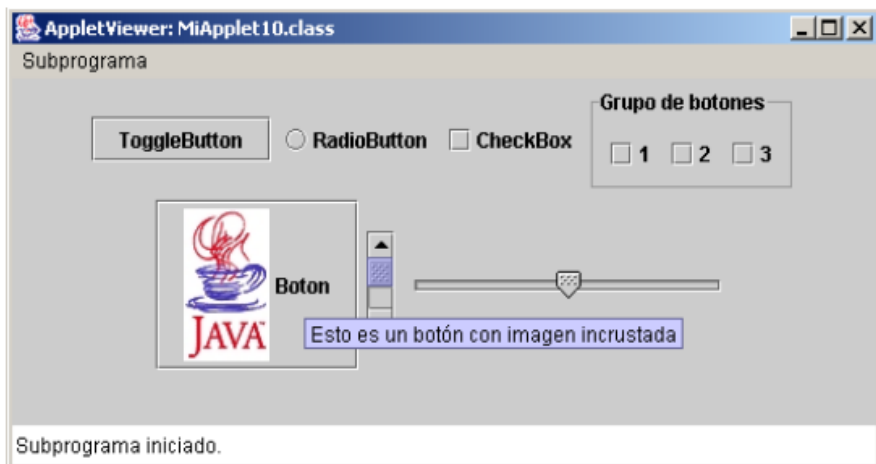 AppletViewer: MiApplet10.class
Subprograma
ToggleButton
RadioButton
CheckBox
Grupo de botones
1
2
3
JAVA™
Boton
Esto es un botón con imagen incrustada
Subprograma iniciado.